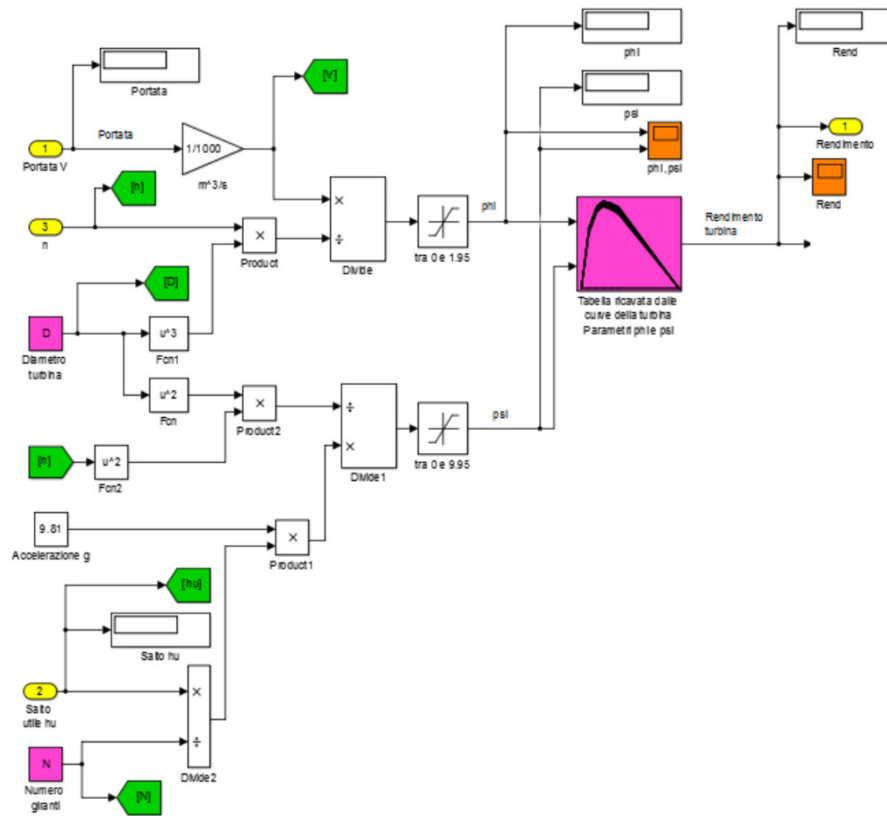 phi
Rend
Portata
[V]
psi
1
Portata V
Portata
1/1000
m^3/s
1
Rendimento
phi,psi
Rend
[n]
3
n
×
Product
×
÷
Divide
tra 0 e 1.95
phi
Rendimento
turbina
Tabella ricavata dalle
curve della turbina
Parametri phi e psi
[D]
D
Diametro
turbina
u^3
Fcn1
u^2
Fcn
×
Product2
÷
×
Divide1
tra 0 e 9.95
psi
[n]
u^2
Fcn2
9.81
Accelerazione g
×
Product1
[hu]
Salto hu
2
Salto
utile hu
×
÷
Divide2
N
Numero
giranti
[N]